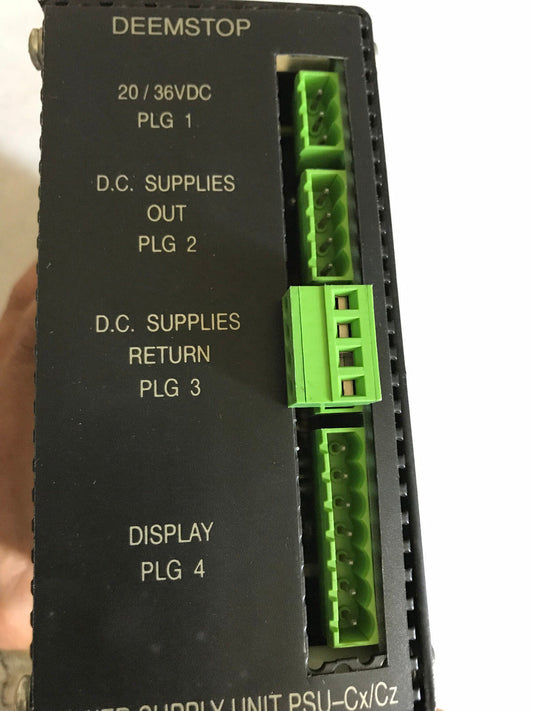 DEEMSTOP
20 / 36VDC
PLG 1
D.C. SUPPLIES
OUT
PLG 2
D.C. SUPPLIES
RETURN
PLG 3
DISPLAY
PLG 4
SUPPLY UNIT PSU-Cx/Cz